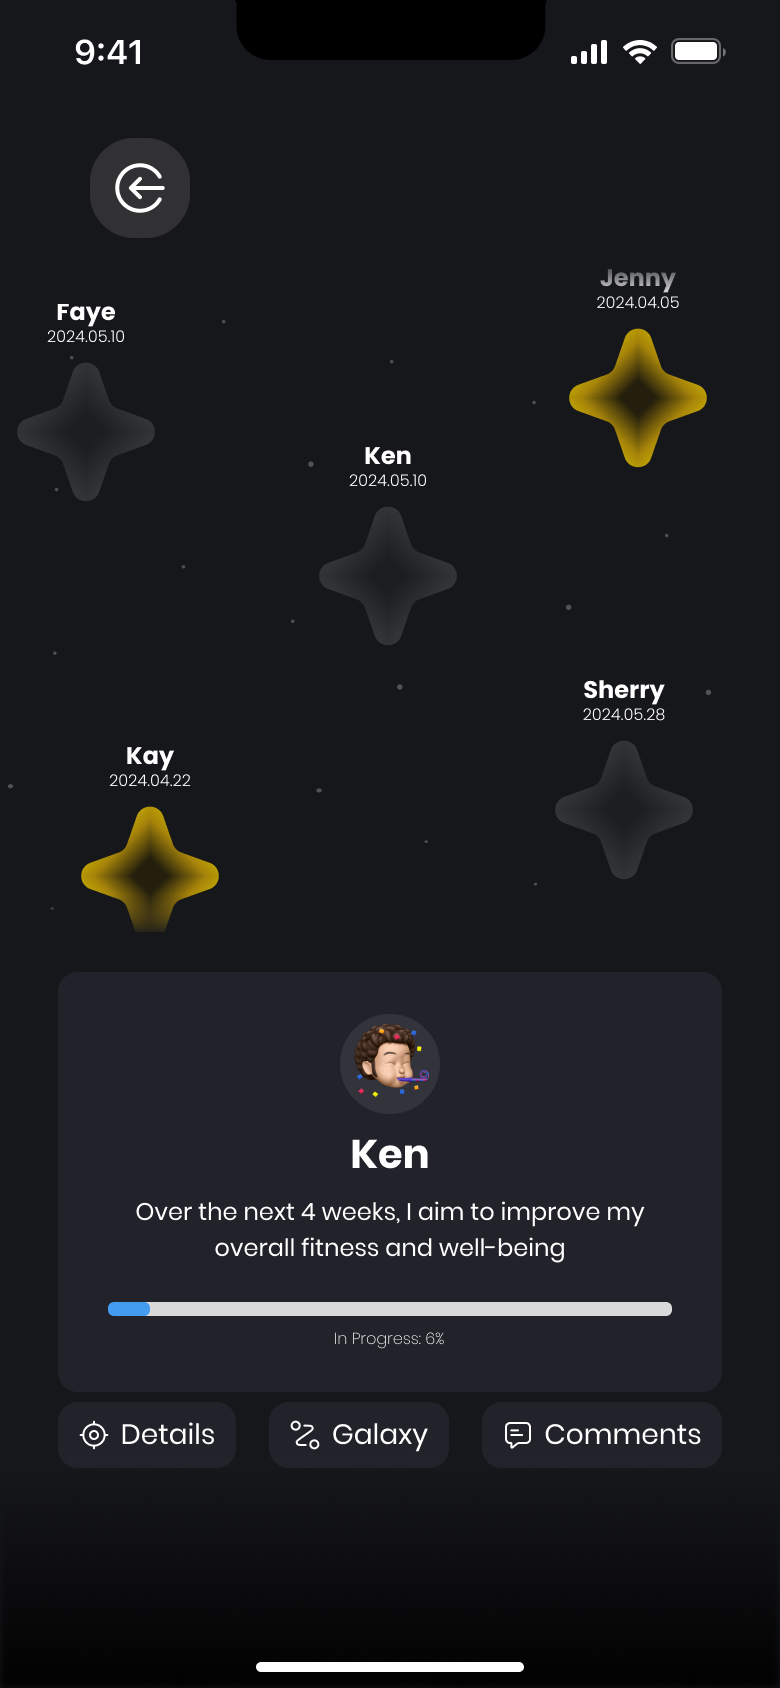 9:41
Jenny
2024.04.05
Faye
2024.05.10
Ken
2024.05.10
Sherry
2024.05.28
Kay
2024.04.22
Ken
Over the next 4 weeks, I aim to improve my
overall fitness and well-being
In Progress: 6%
Details
Galaxy
Comments